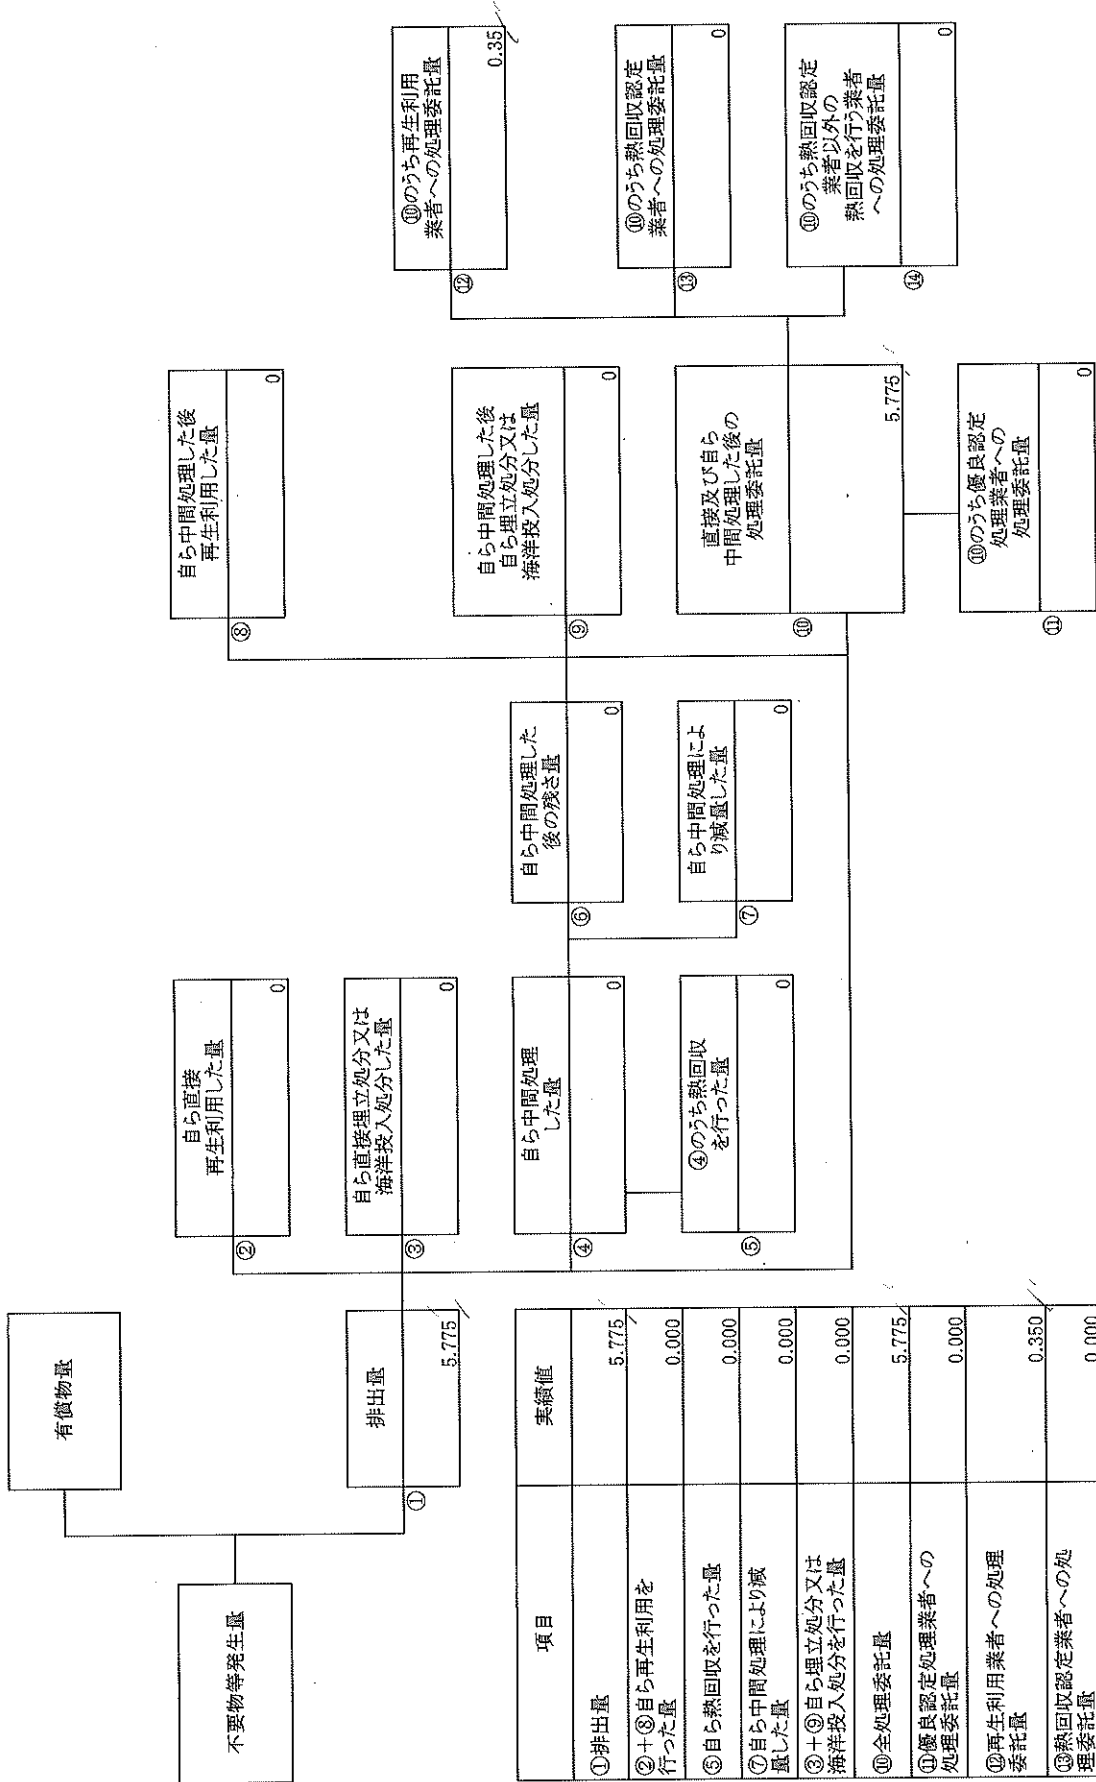 不要物等発生量
有償物量
排出量
①
5.775
自ら直接
再生利用した量
②
0
自ら直接埋立処分又は
海洋投入処分した量
③
0
自ら中間処理
した量
④
0
④のうち熱回収
を行った量
⑤
0
自ら中間処理した
後の残さ量
⑥
0
自ら中間処理によ
り減量した量
⑦
0
自ら中間処理した後
再生利用した量
⑧
0
自ら中間処理した後
自ら埋立処分又は
海洋投入処分した量
⑨
0
直接及び自ら
中間処理した後の
処理委託量
⑩
5.775
⑩のうち優良認定
処理業者への
処理委託量
⑪
0
⑩のうち再生利用
業者への処理委託量
⑫
0.35
⑩のうち熱回収認定
業者への処理委託量
⑬
0
⑩のうち熱回収認定
業者以外の
熱回収を行う業者
への処理委託量
⑭
0
項目 実績値
①排出量 5.775
②+⑧自ら再生利用を
行った量 0.000
⑤自ら熱回収を行った量 0.000
⑦自ら中間処理により減
量した量 0.000
③+⑨自ら埋立処分又は
海洋投入処分を行った量 0.000
⑩全処理委託量 5.775
⑪優良認定処理業者への
処理委託量 0.000
⑫再生利用業者への処理
委託量 0.350
⑬熱回収認定業者への処
理委託量 0.000